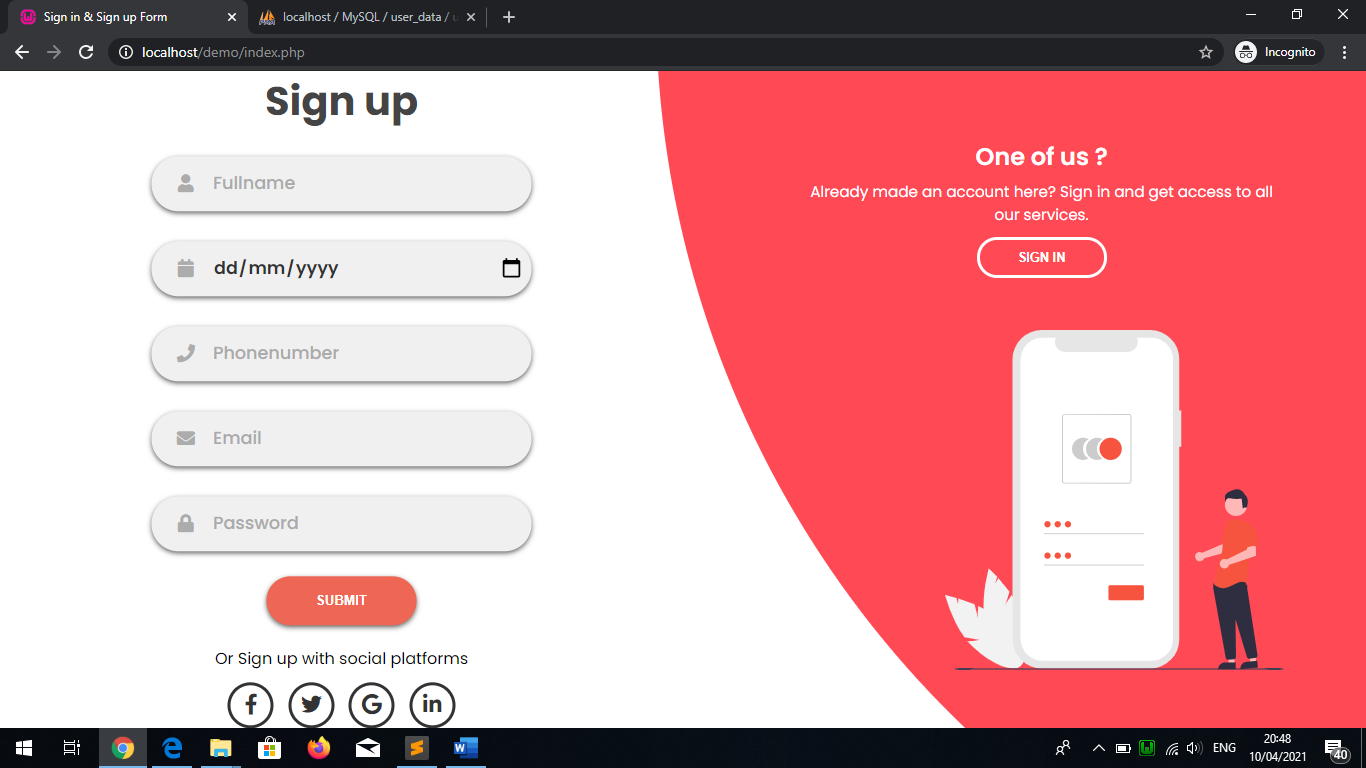 Sign in & Sign up Form
localhost / MySQL / user_data /
localhost/demo/index.php
Incognito
Sign up
Fullname
dd/mm/yyyy
Phonenumber
Email
Password
SUBMIT
Or Sign up with social platforms
One of us ?
Already made an account here? Sign in and get access to all
our services.
SIGN IN
ENG
20:48
10/04/2021
40